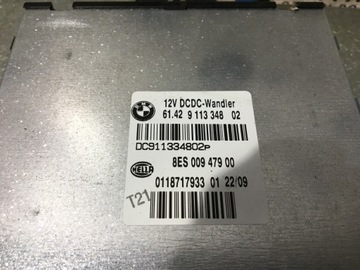 BMW
12V DCDC-Wandler
61.42 9 113 348 02
DC911334802P
8ES 009 479 00
HELLA
0118717933 01 22/09
T21